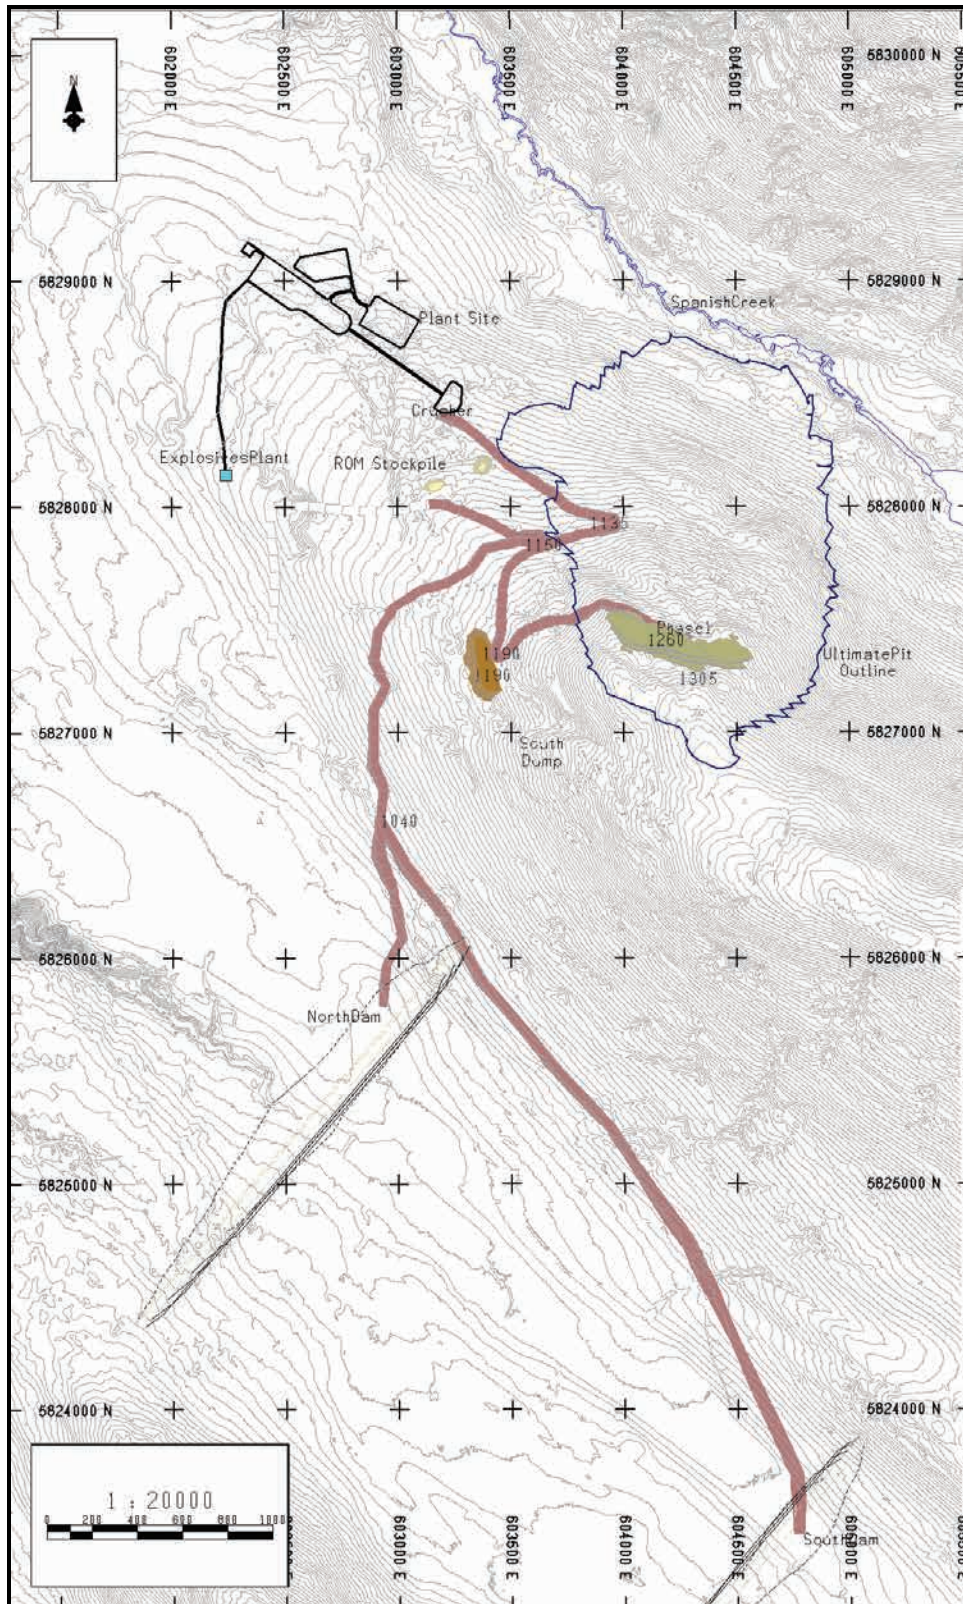 602000 E
602500 E
603000 E
603500 E
604000 E
604500 E
605000 E
5830000 N
5830000 N
N
5829000 N
SpanishCreek
5829000 N
Plant Site
Crusher
ExplosivesPlant
ROM Stockpile
5828000 N
1135
5828000 N
1150
Phase1
1260
1190
1190
1305
UltimatePit
Outline
5827000 N
South
Dump
5827000 N
1040
5826000 N
5826000 N
NorthDam
5825000 N
5825000 N
5824000 N
5824000 N
1 : 20000
0 200 400 600 800 1000
SouthDam
603000 E
603500 E
604000 E
604500 E